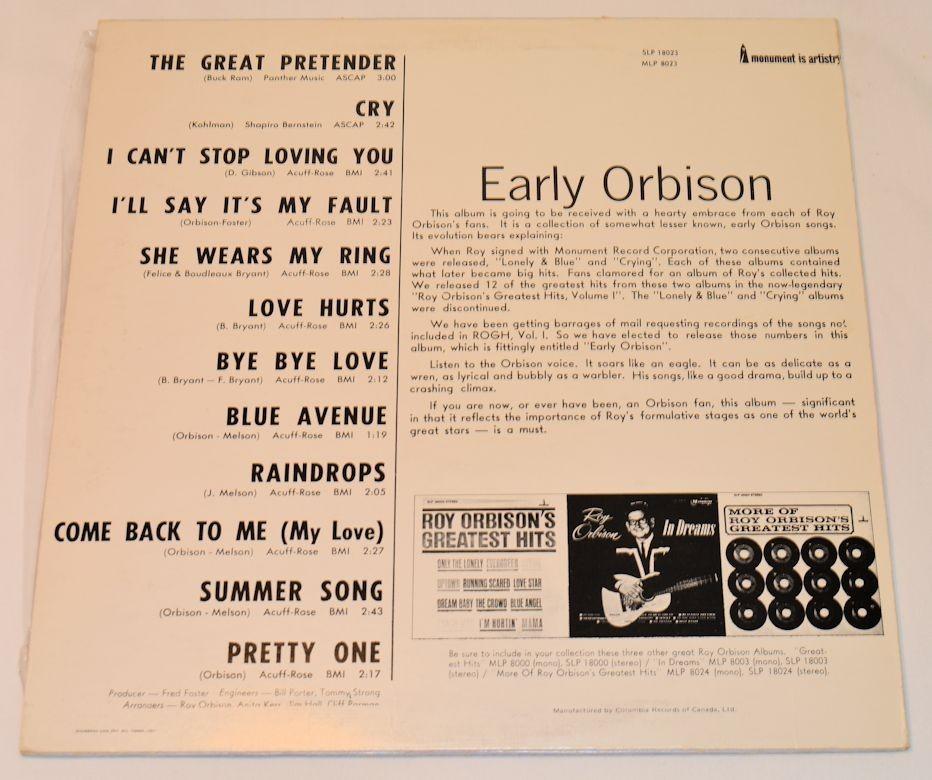 THE GREAT PRETENDER
(Buck Ram) Panther Music ASCAP 3:00
CRY
(Kohlman) Shapiro Bernstein ASCAP 2:42
I CAN'T STOP LOVING YOU
(D. Gibson) Acuff-Rose BMI 2:41
I'LL SAY IT'S MY FAULT
(Orbison-Foster) Acuff-Rose BMI 2:23
SHE WEARS MY RING
(Felice & Boudleaux Bryant) Acuff-Rose BMI 2:28
LOVE HURTS
(B. Bryant) Acuff-Rose BMI 2:26
BYE BYE LOVE
(B. Bryant — F. Bryant) Acuff-Rose BMI 2:12
BLUE AVENUE
(Orbison - Melson) Acuff-Rose BMI 1:19
RAINDROPS
(J. Melson) Acuff-Rose BMI 2:05
COME BACK TO ME (My Love)
(Orbison - Melson) Acuff-Rose BMI 2:27
SUMMER SONG
(Orbison - Melson) Acuff-Rose BMI 2:43
PRETTY ONE
(Orbison) Acuff-Rose BMI 2:17
Producer — Fred Foster Engineers — Bill Porter, Tommy Strong
Arrangers — Roy Orbison, Anita Kerr, Jim Hall, Cliff Parman
SLP 18023
MLP 8023
monument is artistry
Early Orbison
This album is going to be received with a hearty embrace from each of Roy
Orbison's fans. It is a collection of somewhat lesser known, early Orbison songs.
Its evolution bears explaining:
When Roy signed with Monument Record Corporation, two consecutive albums
were released, "Lonely & Blue" and "Crying". Each of these albums contained
what later became big hits. Fans clamored for an album of Roy's collected hits.
We released 12 of the greatest hits from these two albums in the now-legendary
"Roy Orbison's Greatest Hits, Volume I". The "Lonely & Blue" and "Crying" albums
were discontinued.
We have been getting barrages of mail requesting recordings of the songs not
included in ROGH, Vol. I. So we have elected to release those numbers in this
album, which is fittingly entitled "Early Orbison".
Listen to the Orbison voice. It soars like an eagle. It can be as delicate as a
wren, as lyrical and bubbly as a warbler. His songs, like a good drama, build up to a
crashing climax.
If you are now, or ever have been, an Orbison fan, this album — significant
in that it reflects the importance of Roy's formulative stages as one of the world's
great stars — is a must.
ROY ORBISON'S
GREATEST HITS
ONLY THE LONELY EVERGREEN
UPTOWN RUNNING SCARED LOVE STAR
DREAM BABY THE CROWD BLUE ANGEL
I'M HURTIN' MAMA
Roy
Orbison
In Dreams
MORE OF
ROY ORBISON'S
GREATEST HITS
Be sure to include in your collection these three other great Roy Orbison Albums. "Great-
est Hits" MLP 8000 (mono), SLP 18000 (stereo) / "In Dreams" MLP 8003 (mono), SLP 18003
(stereo) / "More Of Roy Orbison's Greatest Hits" MLP 8024 (mono), SLP 18024 (stereo).
Manufactured by Columbia Records of Canada, Ltd.